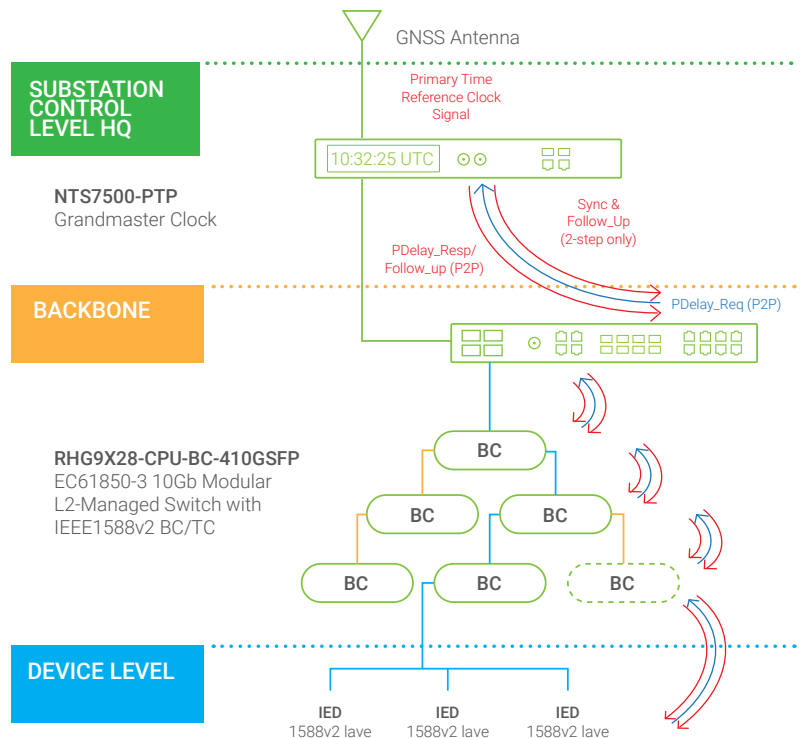 GNSS Antenna
SUBSTATION
CONTROL
LEVEL HQ
Primary Time
Reference Clock
Signal
10:32:25 UTC
NTS7500-PTP
Grandmaster Clock
Sync &
Follow_Up
(2-step only)
PDelay_Resp/
Follow_up (P2P)
BACKBONE
PDelay_Req (P2P)
RHG9X28-CPU-BC-410GSFP
EC61850-3 10Gb Modular
L2-Managed Switch with
IEEE1588v2 BC/TC
BC
BC
BC
BC
BC
BC
DEVICE LEVEL
IED
1588v2 lave
IED
1588v2 lave
IED
1588v2 lave